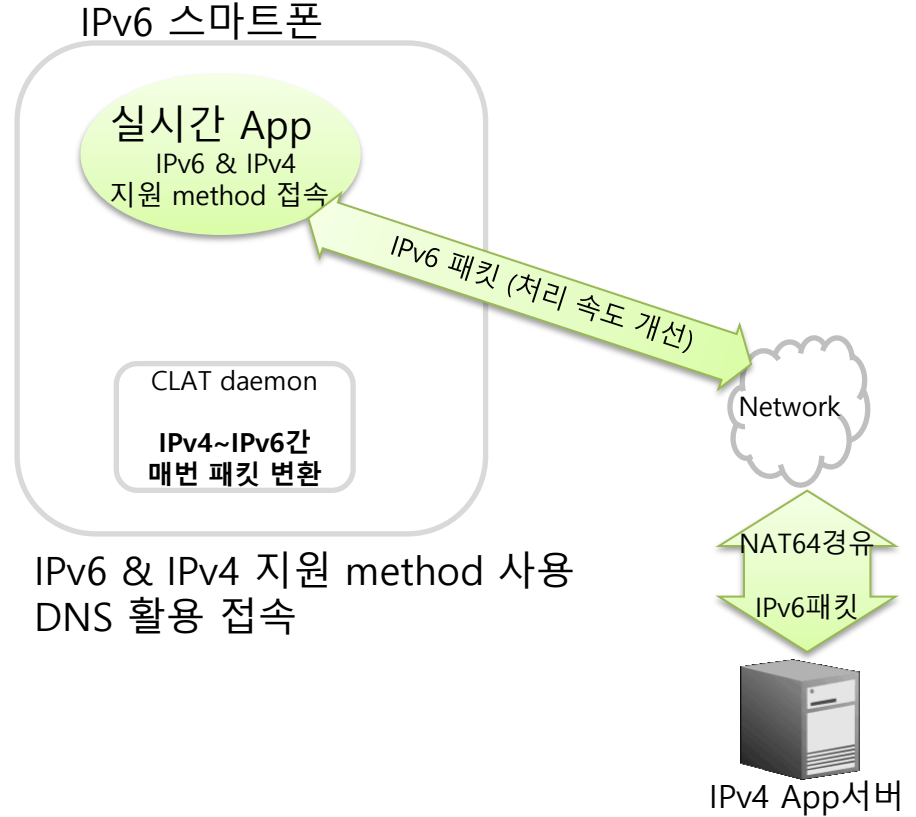 IPv6 스마트폰
실시간 App
IPv6 & IPv4
지원 method 접속
IPv6 패킷 (처리 속도 개선)
CLAT daemon
IPv4~IPv6간
매번 패킷 변환
Network
IPv6 & IPv4 지원 method 사용
DNS 활용 접속
NAT64경유
IPv6패킷
IPv4 App서버